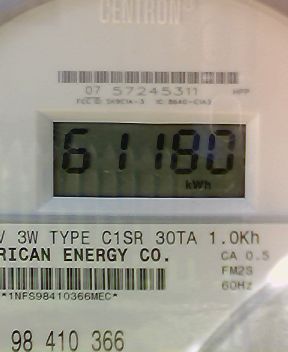 CENTRON
07 57245311 HPP
61180
kWh
V 3W TYPE C1SR 30TA 1.0Kh
RICAN ENERGY CO. CA 0.5
FM2S
60Hz
*1NFS98410366MEC*
98 410 366